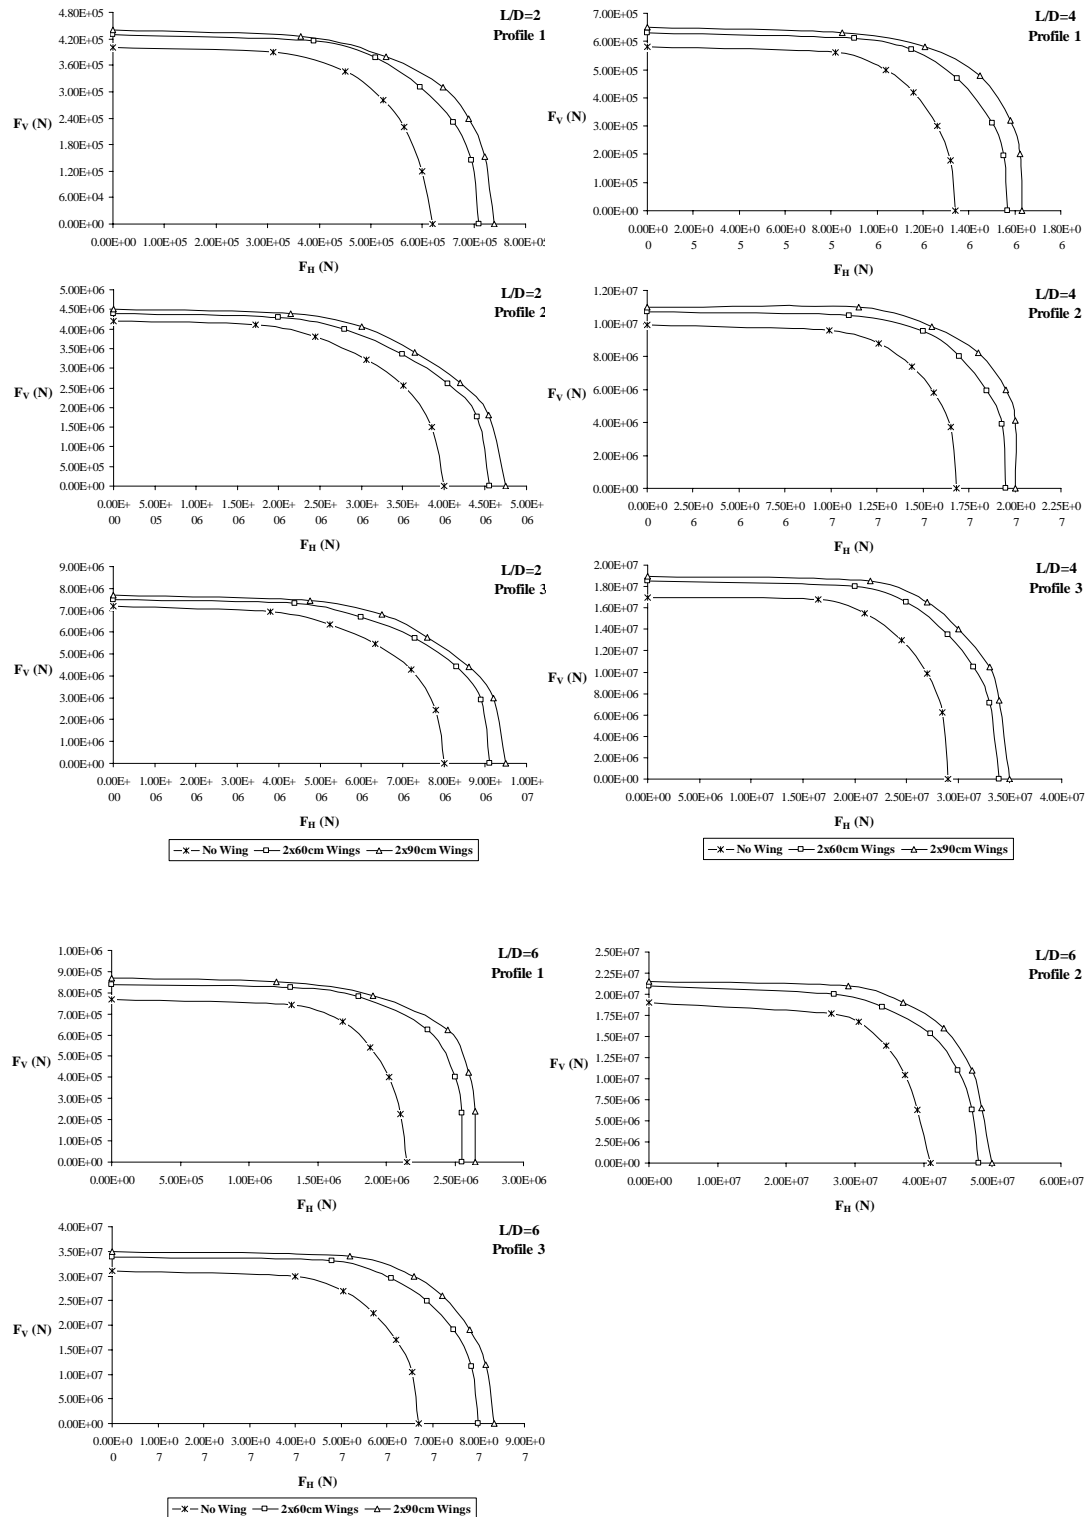 L/D=2
Profile 1
4.80E+05
4.20E+05
3.60E+05
3.00E+05
2.40E+05
1.80E+05
1.20E+05
6.00E+04
0.00E+00
F_V (N)
0.00E+00 1.00E+05 2.00E+05 3.00E+05 4.00E+05 5.00E+05 6.00E+05 7.00E+05 8.00E+05
F_H (N)
L/D=4
Profile 1
7.00E+05
6.00E+05
5.00E+05
4.00E+05
3.00E+05
2.00E+05
1.00E+05
0.00E+00
F_V (N)
0.00E+0 2.00E+0 4.00E+0 6.00E+0 8.00E+0 1.00E+0 1.20E+0 1.40E+0 1.60E+0 1.80E+0
0 5 5 5 5 6 6 6 6 6
F_H (N)
L/D=2
Profile 2
5.00E+06
4.50E+06
4.00E+06
3.50E+06
3.00E+06
2.50E+06
2.00E+06
1.50E+06
1.00E+06
5.00E+05
0.00E+00
F_V (N)
0.00E+ 5.00E+ 1.00E+ 1.50E+ 2.00E+ 2.50E+ 3.00E+ 3.50E+ 4.00E+ 4.50E+ 5.00E+
00 05 06 06 06 06 06 06 06 06 06
F_H (N)
L/D=4
Profile 2
1.20E+07
1.00E+07
8.00E+06
6.00E+06
4.00E+06
2.00E+06
0.00E+00
F_V (N)
0.00E+0 2.50E+0 5.00E+0 7.50E+0 1.00E+0 1.25E+0 1.50E+0 1.75E+0 2.00E+0 2.25E+0
0 6 6 6 7 7 7 7 7 7
F_H (N)
L/D=2
Profile 3
9.00E+06
8.00E+06
7.00E+06
6.00E+06
5.00E+06
4.00E+06
3.00E+06
2.00E+06
1.00E+06
0.00E+00
F_V (N)
0.00E+ 1.00E+ 2.00E+ 3.00E+ 4.00E+ 5.00E+ 6.00E+ 7.00E+ 8.00E+ 9.00E+ 1.00E+
00 06 06 06 06 06 06 06 06 06 07
F_H (N)
No Wing 2x60cm Wings 2x90cm Wings
L/D=4
Profile 3
2.00E+07
1.80E+07
1.60E+07
1.40E+07
1.20E+07
1.00E+07
8.00E+06
6.00E+06
4.00E+06
2.00E+06
0.00E+00
F_V (N)
0.00E+00 5.00E+06 1.00E+07 1.50E+07 2.00E+07 2.50E+07 3.00E+07 3.50E+07 4.00E+07
F_H (N)
No Wing 2x60cm Wings 2x90cm Wings
L/D=6
Profile 1
1.00E+06
9.00E+05
8.00E+05
7.00E+05
6.00E+05
5.00E+05
4.00E+05
3.00E+05
2.00E+05
1.00E+05
0.00E+00
F_V (N)
0.00E+00 5.00E+05 1.00E+06 1.50E+06 2.00E+06 2.50E+06 3.00E+06
F_H (N)
L/D=6
Profile 2
2.50E+07
2.25E+07
2.00E+07
1.75E+07
1.50E+07
1.25E+07
1.00E+07
7.50E+06
5.00E+06
2.50E+06
0.00E+00
F_V (N)
0.00E+00 1.00E+07 2.00E+07 3.00E+07 4.00E+07 5.00E+07 6.00E+07
F_H (N)
L/D=6
Profile 3
4.00E+07
3.50E+07
3.00E+07
2.50E+07
2.00E+07
1.50E+07
1.00E+07
5.00E+06
0.00E+00
F_V (N)
0.00E+0 1.00E+0 2.00E+0 3.00E+0 4.00E+0 5.00E+0 6.00E+0 7.00E+0 8.00E+0 9.00E+0
0 7 7 7 7 7 7 7 7 7
F_H (N)
No Wing 2x60cm Wings 2x90cm Wings